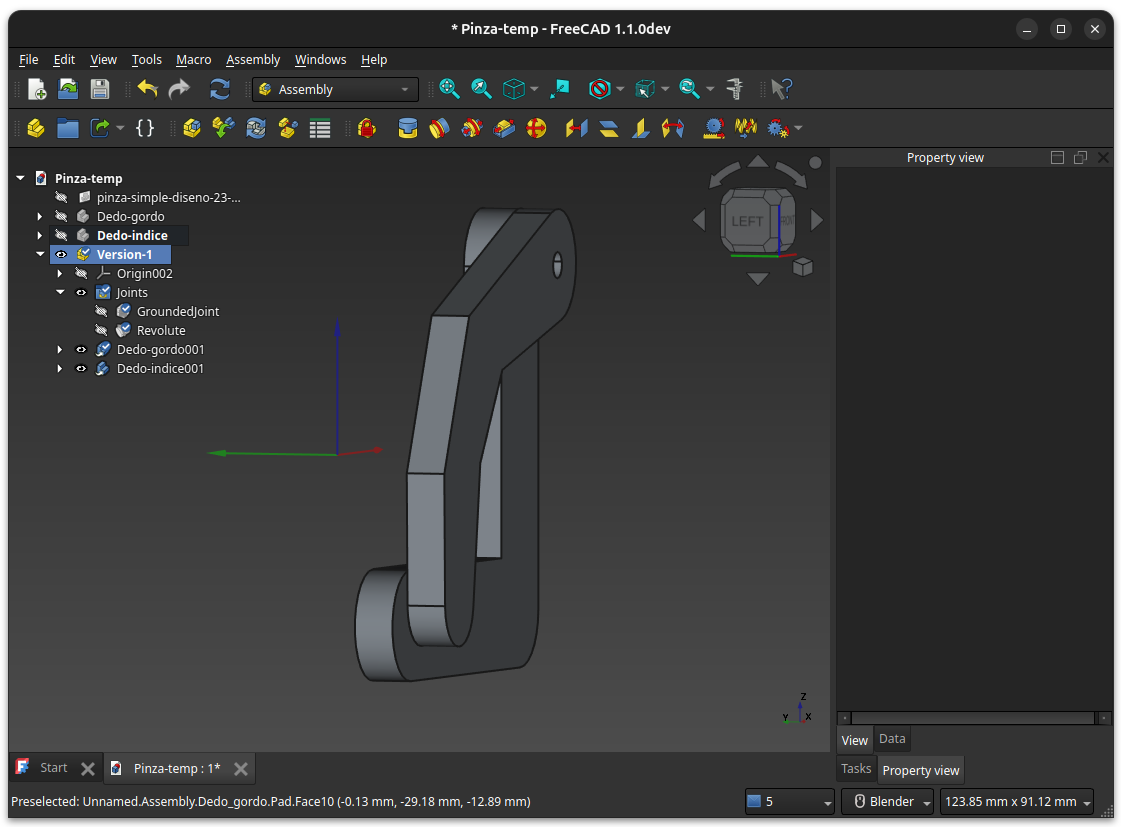 * Pinza-temp - FreeCAD 1.1.0dev
File Edit View Tools Macro Assembly Windows Help
Assembly
Property view
Pinza-temp
pinza-simple-diseno-23-...
Dedo-gordo
Dedo-indice
Version-1
Origin002
Joints
GroundedJoint
Revolute
Dedo-gordo001
Dedo-indice001
LEFT
FRONT
Z
Y X
View Data
Start Pinza-temp : 1*
Tasks Property view
Preselected: Unnamed.Assembly.Dedo_gordo.Pad.Face10 (-0.13 mm, -29.18 mm, -12.89 mm)
5 Blender 123.85 mm x 91.12 mm